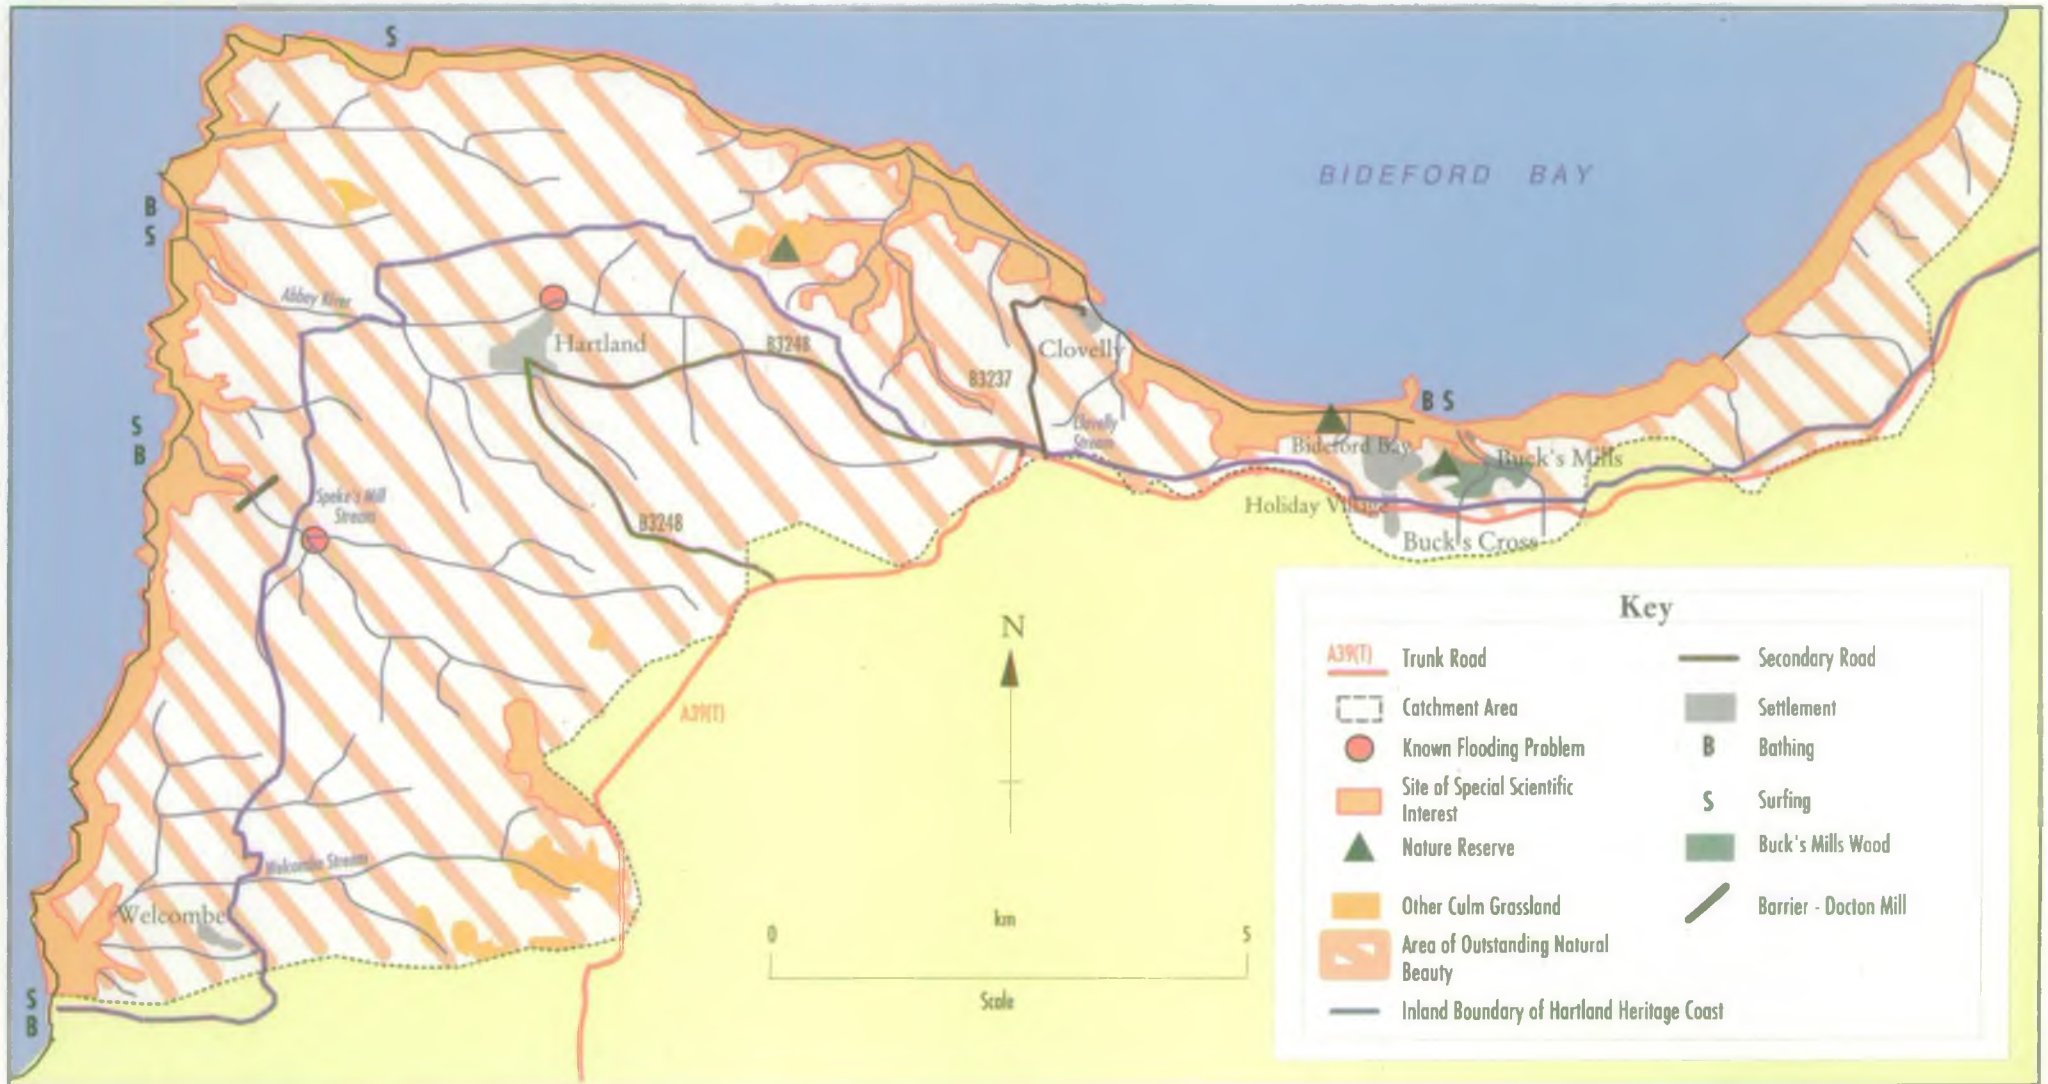 S
BIDEFORD BAY
B
S
Abbey River
Hartland
B3248
Clovelly
B3237
B S
S
B
Clovelly
Stream
Bideford Bay
Buck's Mills
Speke's Mill
Stream
Holiday Village
B3248
Buck's Cross
A39(T)
Welcombe Stream
Welcombe
S
B
N
km
0
5
Scale
Key
A39(T) Trunk Road
Catchment Area
Known Flooding Problem
Site of Special Scientific
Interest
Nature Reserve
Other Culm Grassland
Area of Outstanding Natural
Beauty
Inland Boundary of Hartland Heritage Coast
Secondary Road
Settlement
B Bathing
S Surfing
Buck's Mills Wood
Barrier - Docton Mill